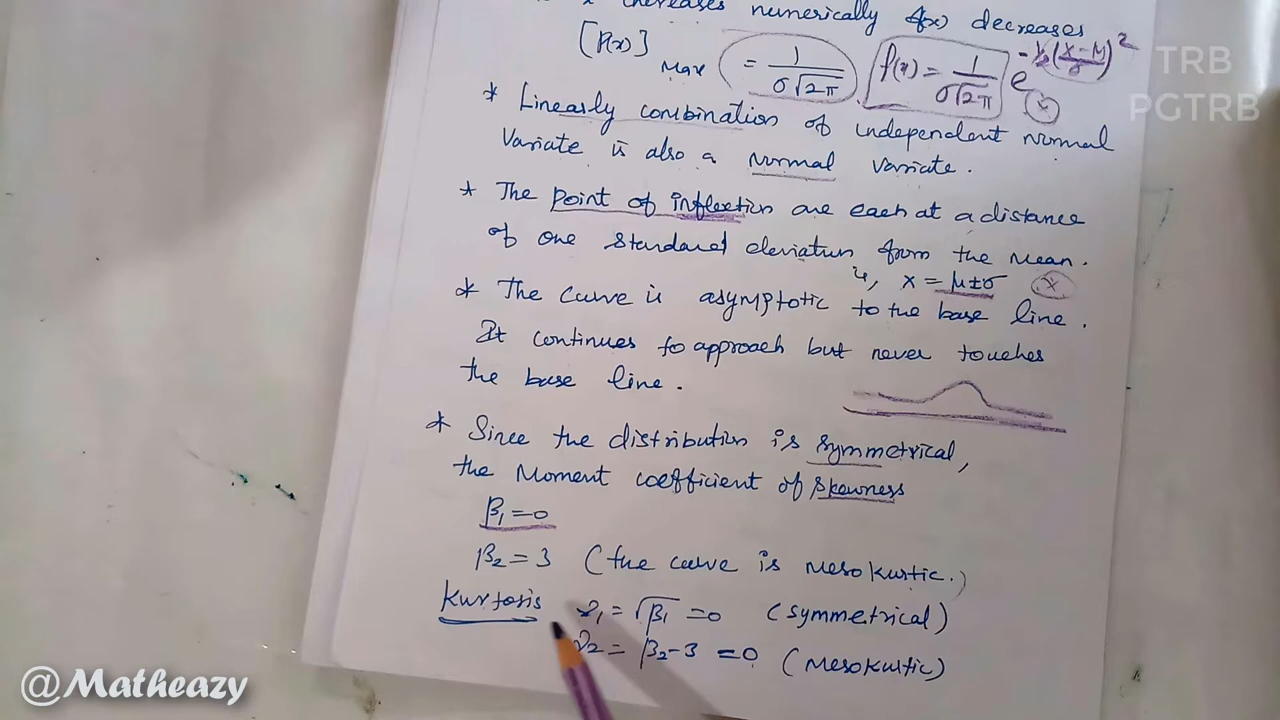 x increases numerically f(x) decreases
[P(x)] Max = 1/σ√2π f(x) = 1/σ√2π e^-½(x-μ/σ)²
* Linearly combination of independent normal
Variate is also a normal variate.
* The point of inflection are each at a distance
of one standard deviation from the mean.
x = μ±σ
* The curve is asymptotic to the base line.
It continues to approach but never touches
the base line.
* Since the distribution is symmetrical,
the Moment coefficient of skewness
β₁=0
β₂=3 (the curve is mesokurtic.)
Kurtosis γ₁ = √β₁ =0 (symmetrical)
γ₂ = β₂-3 =0 (Mesokurtic)
TRB
PGTRB
@Matheazy